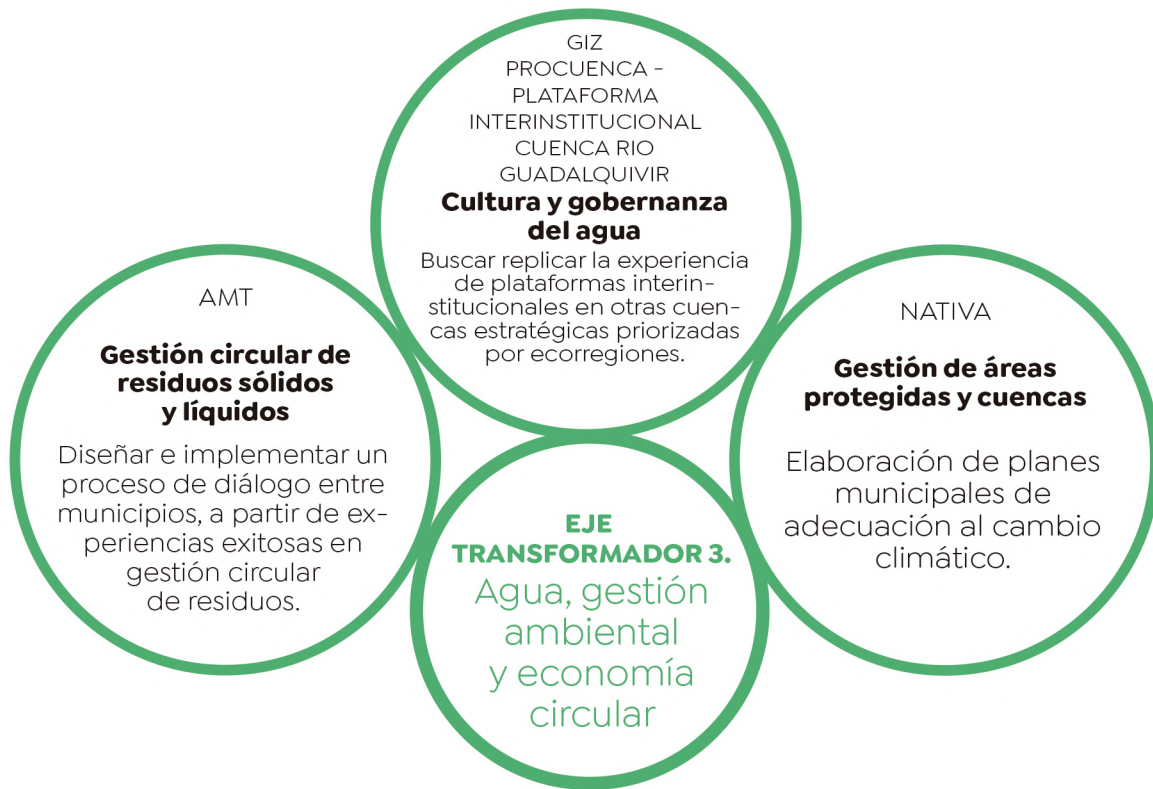 GIZ
PROCUENCA -
PLATAFORMA
INTERINSTITUCIONAL
CUENCA RIO
GUADALQUIVIR
Cultura y gobernanza
del agua
Buscar replicar la experiencia
de plataformas interin-
stitucionales en otras cuen-
cas estratégicas priorizadas
por ecorregiones.
AMT
Gestión circular de
residuos sólidos
y líquidos
Diseñar e implementar un
proceso de diálogo entre
municipios, a partir de ex-
periencias exitosas en
gestión circular
de residuos.
NATIVA
Gestión de áreas
protegidas y cuencas
Elaboración de planes
municipales de
adecuación al cambio
climático.
EJE
TRANSFORMADOR 3.
Agua, gestión
ambiental
y economía
circular